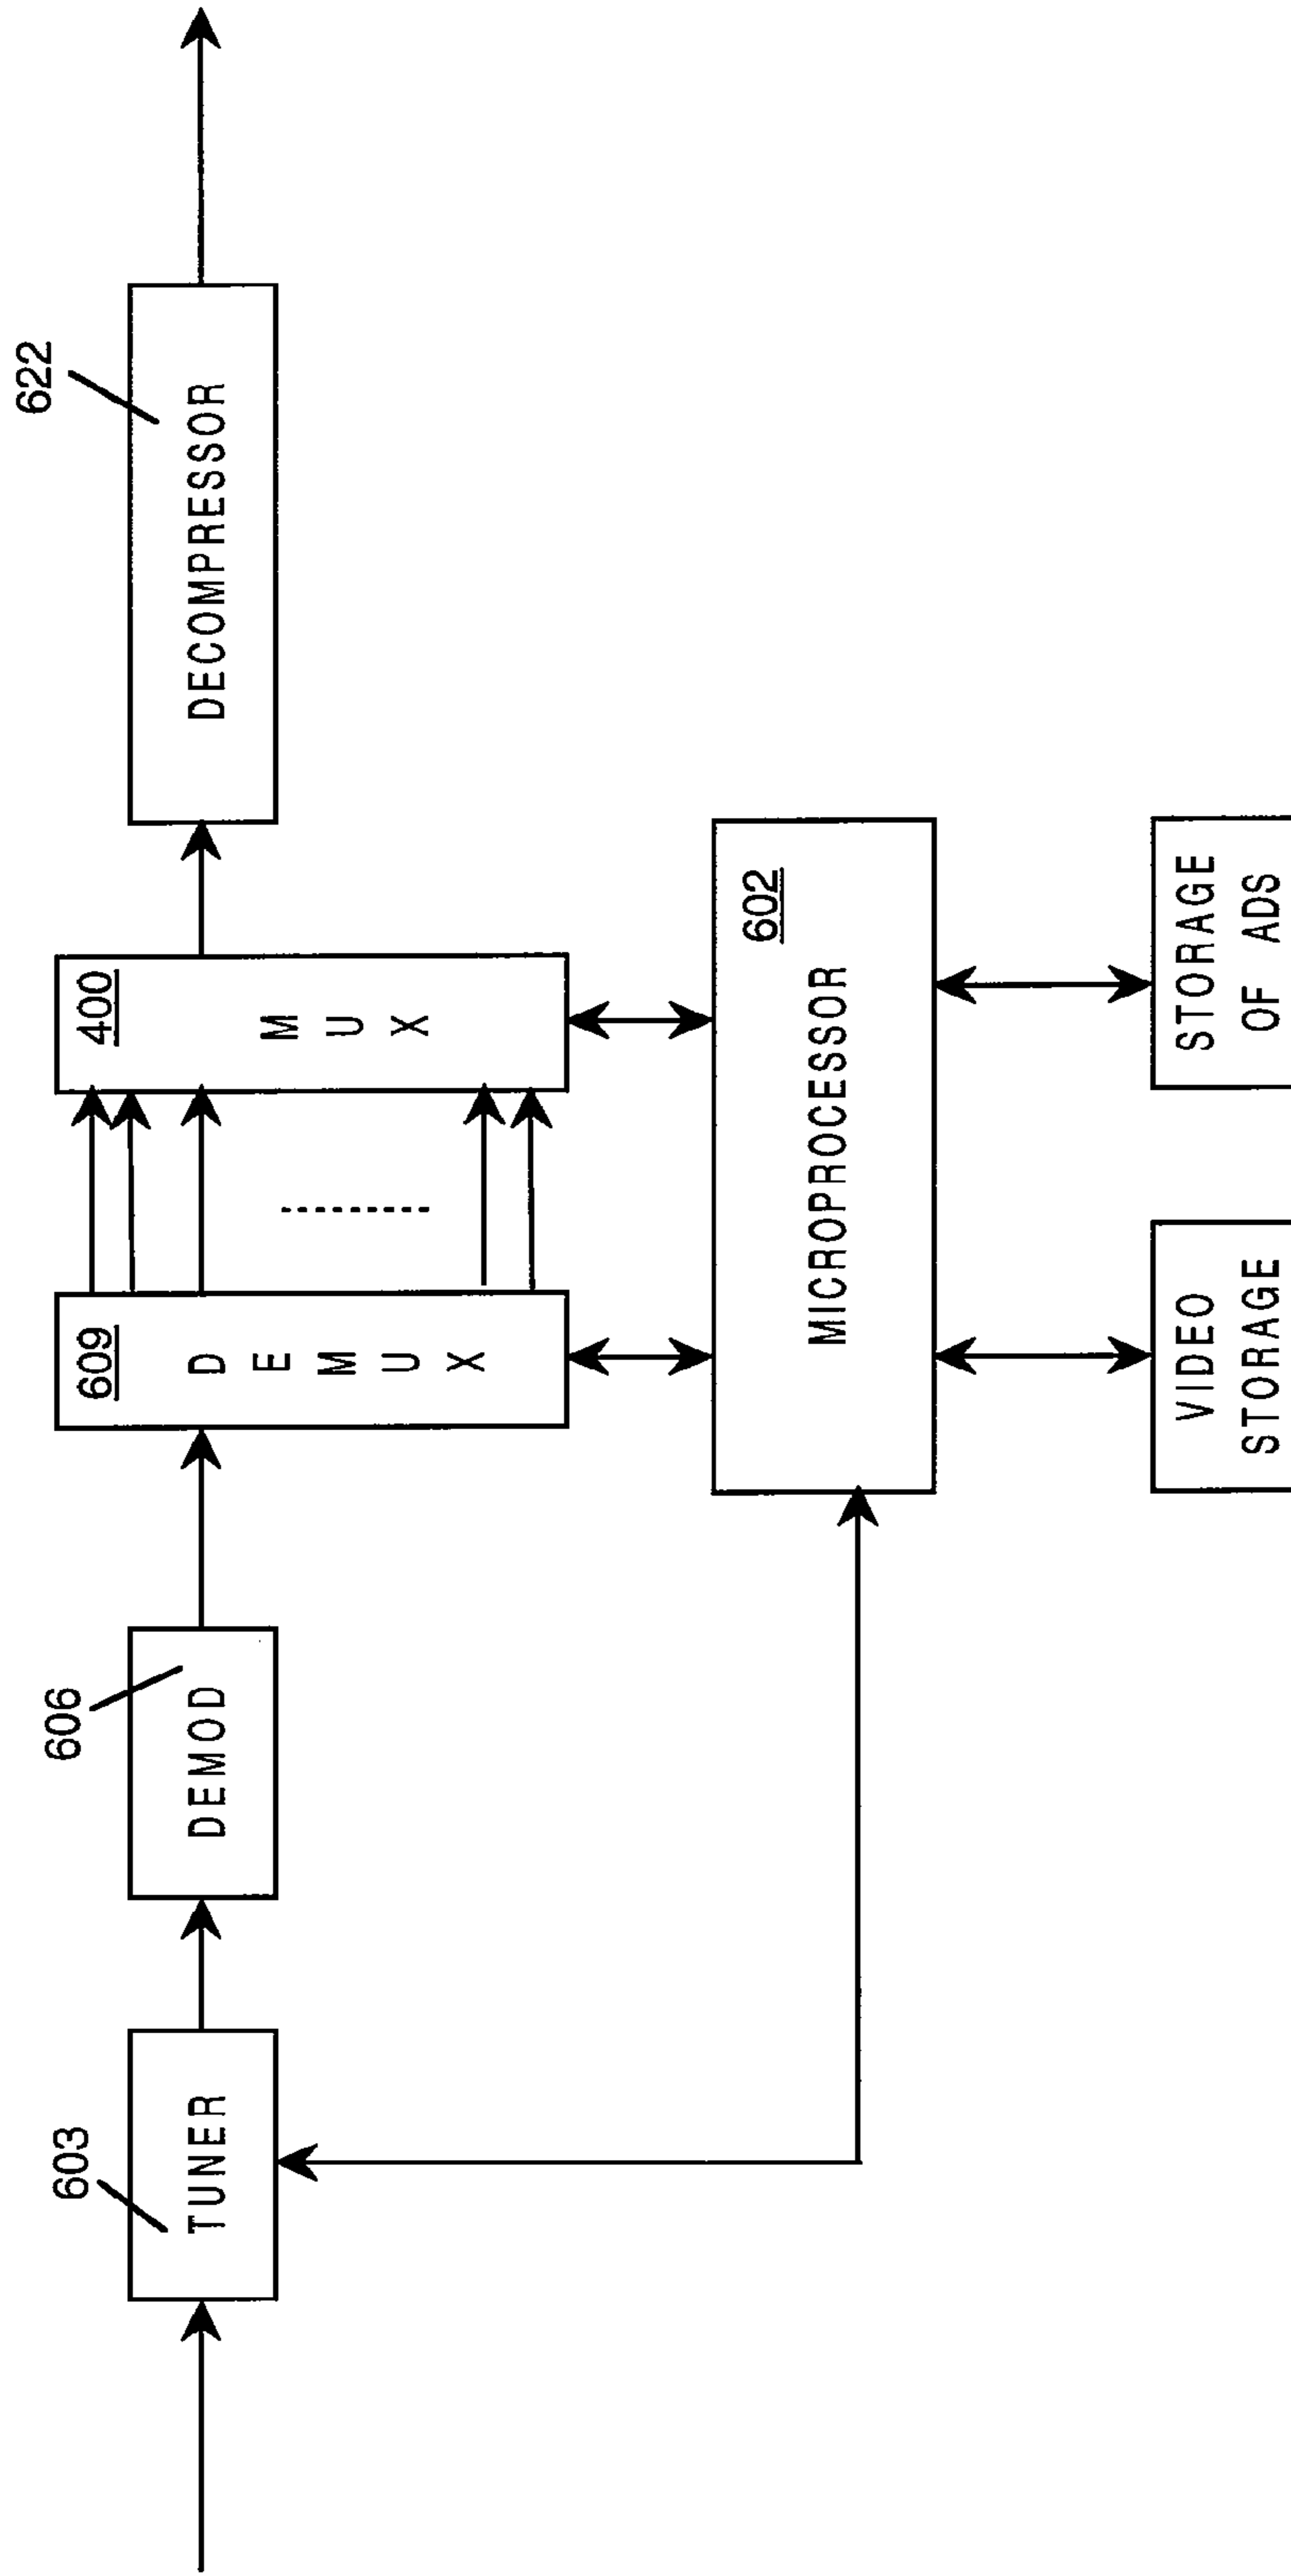 603
TUNER
606
DEMOD
609
DEMUX
400
MUX
622
DECOMPRESSOR
602
MICROPROCESSOR
VIDEO
STORAGE
STORAGE
OF ADS